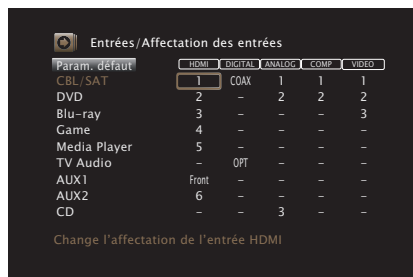 Entrées/Affectation des entrées
Param. défaut HDMI DIGITAL ANALOG COMP VIDEO
CBL/SAT 1 COAX 1 1 1
DVD 2 – 2 2 2
Blu-ray 3 – – – 3
Game 4 – – – –
Media Player 5 – – – –
TV Audio – OPT – – –
AUX1 Front – – – –
AUX2 6 – – – –
CD – – 3 – –
Change l'affectation de l'entrée HDMI